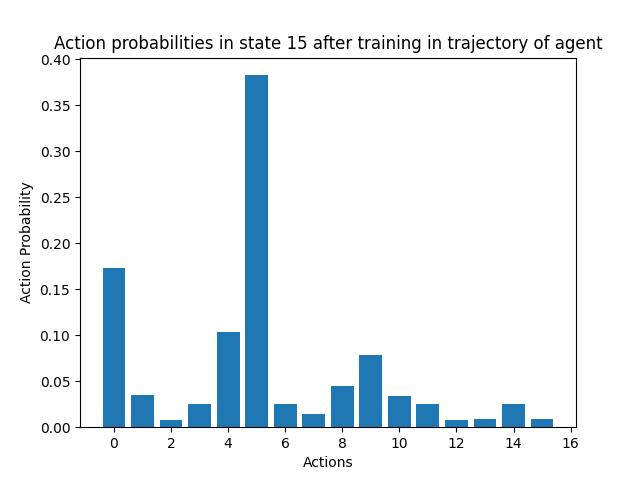 Action probabilities in state 15 after training in trajectory of agent
0.40
0.35
0.30
0.25
0.20
0.15
0.10
0.05
0.00
Action Probability
0 2 4 6 8 10 12 14 16
Actions